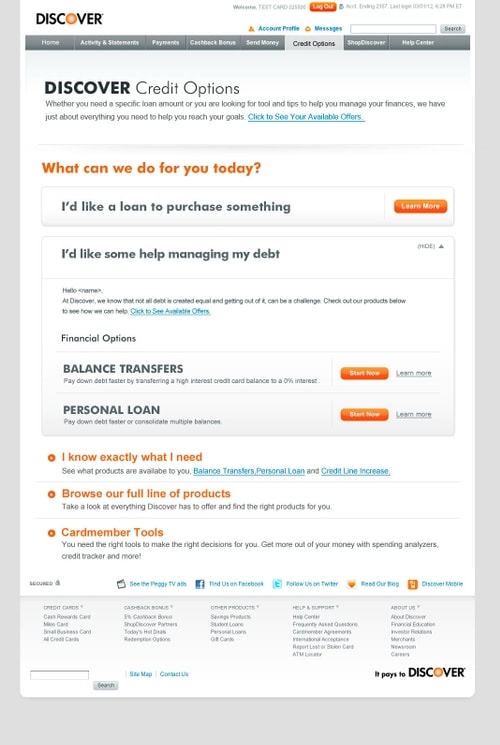 DISCOVER
Welcome, TEST CARD 025500 Log Out Acct. Ending 2357. Last login 03/01/12, 6:28 PM ET
Account Profile Messages Search
Home Activity & Statements Payments Cashback Bonus Send Money Credit Options ShopDiscover Help Center
DISCOVER Credit Options
Whether you need a specific loan amount or you are looking for tool and tips to help you manage your finances, we have
just about everything you need to help you reach your goals. Click to See Your Available Offers.
What can we do for you today?
I'd like a loan to purchase something Learn More
I'd like some help managing my debt (HIDE)
Hello <name>,
At Discover, we know that not all debt is created equal and getting out of it, can be a challenge. Check out our products below
to see how we can help. Click to See Available Offers.
Financial Options
BALANCE TRANSFERS Start Now Learn more
Pay down debt faster by transferring a high interest credit card balance to a 0% interest.
PERSONAL LOAN Start Now Learn more
Pay down debt faster or consolidate multiple balances.
I know exactly what I need
See what products are availabe to you, Balance Transfers,Personal Loan and Credit Line Increase.
Browse our full line of products
Take a look at everything Discover has to offer and find the right products for you.
Cardmember Tools
You need the right tools to make the right decisions for you. Get more out of your money with spending analyzers,
credit tracker and more!
SECURED See the Peggy TV ads Find Us on Facebook Follow Us on Twitter Read Our Blog Discover Mobile
CREDIT CARDS CASHBACK BONUS OTHER PRODUCTS HELP & SUPPORT ABOUT US
Cash Rewards Card 5% Cashback Bonus Savings Products Help Center About Discover
Miles Card ShopDiscover Partners Student Loans Frequently Asked Questions Financial Education
Small Business Card Today's Hot Deals Personal Loans Cardmember Agreements Investor Relations
All Credit Cards Redemption Options Gift Cards International Acceptance Merchants
Report Lost or Stolen Card Newsroom
ATM Locator Careers
Search Site Map | Contact Us It pays to DISCOVER